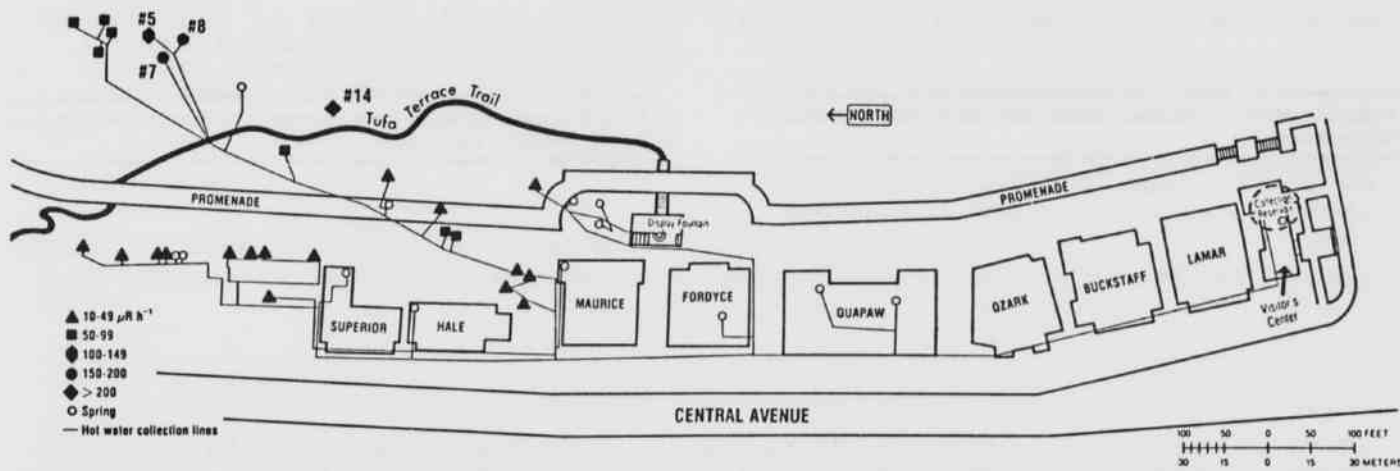 #5
#8
#7
#14
Tufa Terrace Trail
←NORTH
PROMENADE
PROMENADE
Display Fountain
Collection
Reservoir
MAURICE
FORDYCE
QUAPAW
OZARK
BUCKSTAFF
LAMAR
SUPERIOR
HALE
Visitor's
Center
10-49 µR h⁻¹
50-99
100-149
150-200
> 200
Spring
Hot water collection lines
CENTRAL AVENUE
100 50 0 50 100 FEET
30 15 0 15 30 METERS